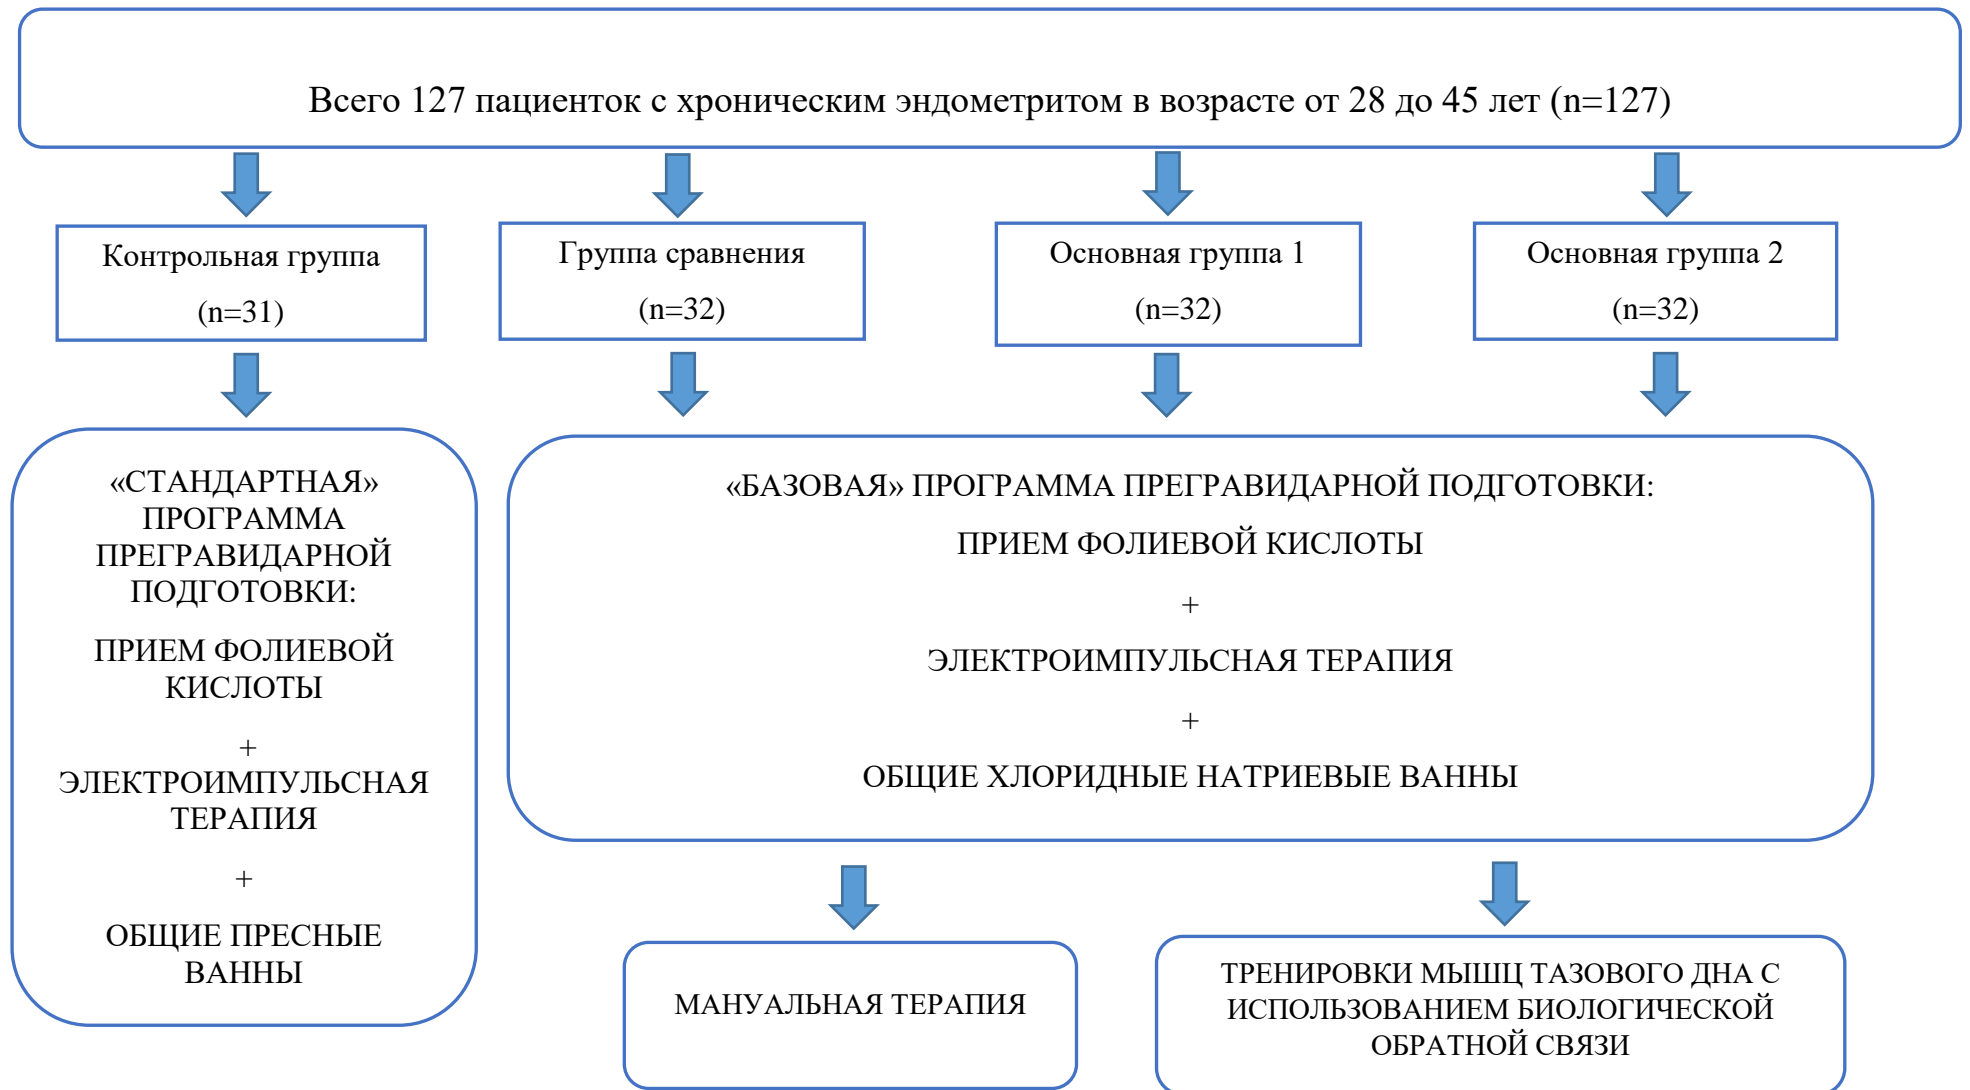 Всего 127 пациенток с хроническим эндометритом в возрасте от 28 до 45 лет (n=127)
Контрольная группа
(n=31)
Группа сравнения
(n=32)
Основная группа 1
(n=32)
Основная группа 2
(n=32)
«СТАНДАРТНАЯ»
ПРОГРАММА
ПРЕГРАВИДАРНОЙ
ПОДГОТОВКИ:
ПРИЕМ ФОЛИЕВОЙ
КИСЛОТЫ
+
ЭЛЕКТРОИМПУЛЬСНАЯ
ТЕРАПИЯ
+
ОБЩИЕ ПРЕСНЫЕ
ВАННЫ
«БАЗОВАЯ» ПРОГРАММА ПРЕГРАВИДАРНОЙ ПОДГОТОВКИ:
ПРИЕМ ФОЛИЕВОЙ КИСЛОТЫ
+
ЭЛЕКТРОИМПУЛЬСНАЯ ТЕРАПИЯ
+
ОБЩИЕ ХЛОРИДНЫЕ НАТРИЕВЫЕ ВАННЫ
МАНУАЛЬНАЯ ТЕРАПИЯ
ТРЕНИРОВКИ МЫШЦ ТАЗОВОГО ДНА С
ИСПОЛЬЗОВАНИЕМ БИОЛОГИЧЕСКОЙ
ОБРАТНОЙ СВЯЗИ